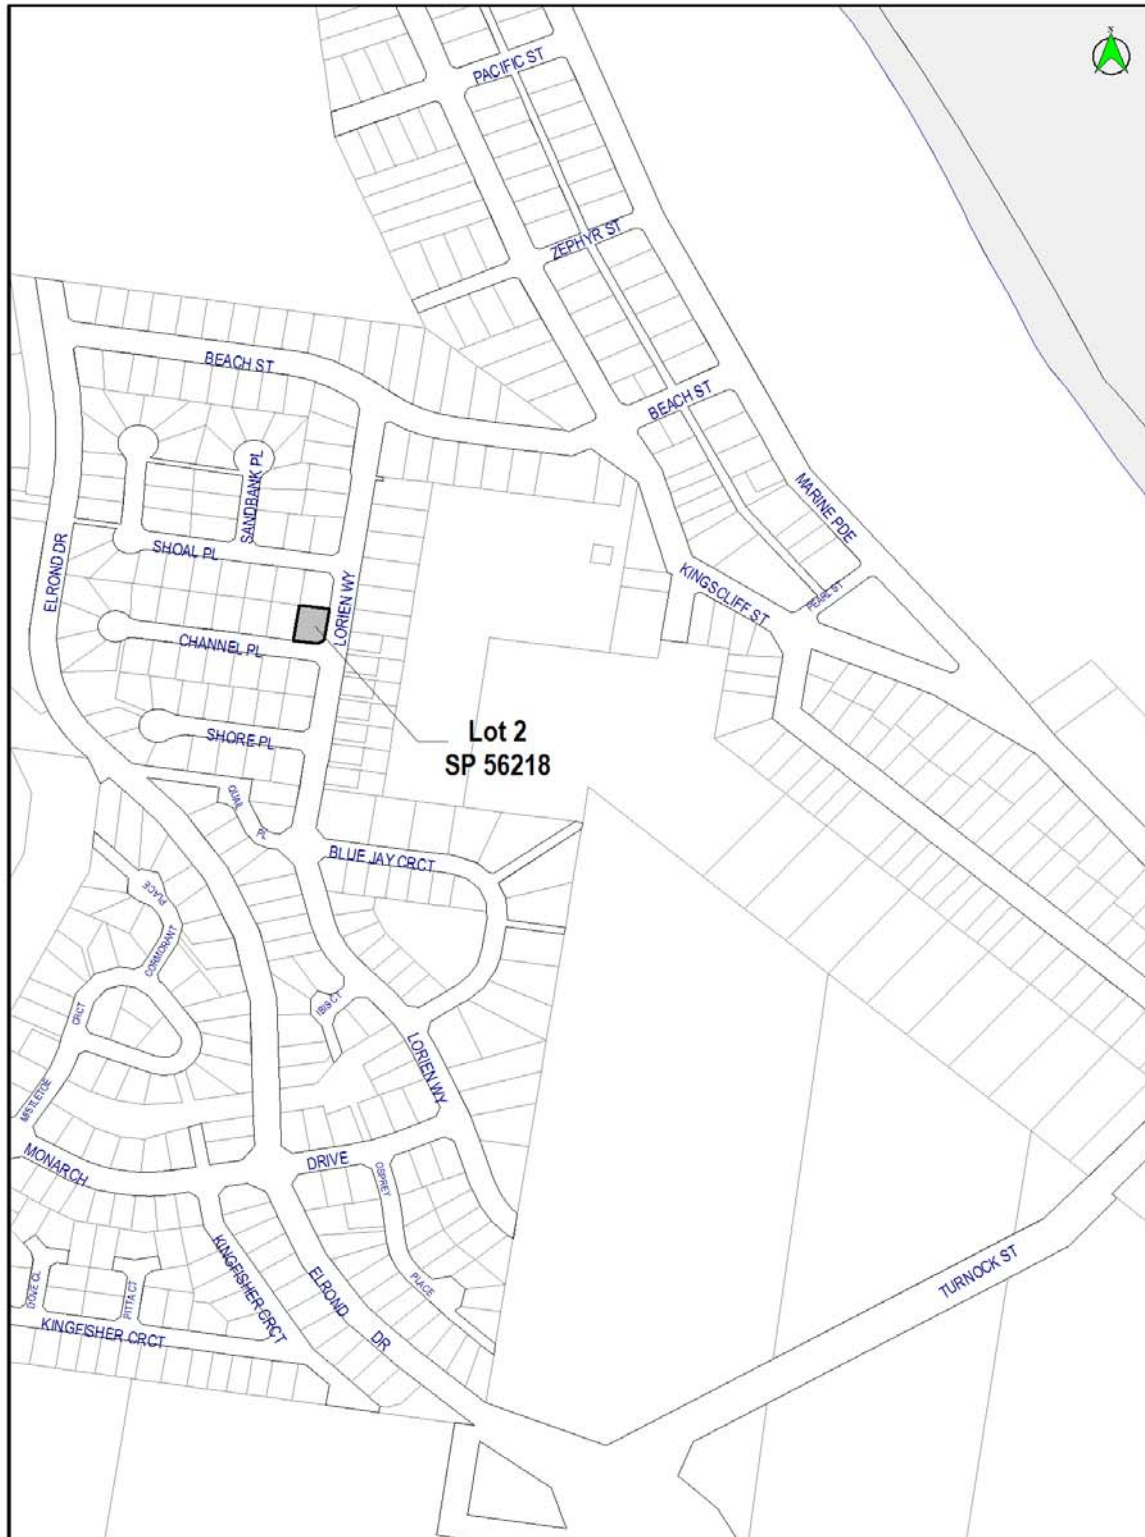 N
PACIFIC ST
ZEPHYR ST
BEACH ST
BEACH ST
SANDBANK PL
MARINE PDE
SHOAL PL
ELROND DR
KINGSCLIFF ST
PEARL ST
LORIEN WY
CHANNEL PL
Lot 2
SP 56218
SHORE PL
QUAIL
PL
BLUE JAY CRCT
PLACE
CORMORANT
CRCT
IBIS CT
LORIEN WY
MISTLETOE
MONARCH
DRIVE
OSPREY
PLACE
KINGFISHER CRCT
ELROND
DR
DOVE CL
PITTA CT
KINGFISHER CRCT
TURNOCK ST